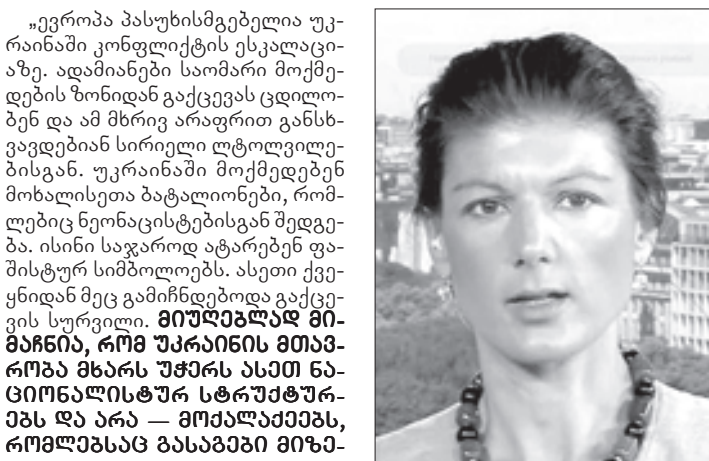 „ევროპა პასუხისმგებელია უკ-
რაინაში კონფლიქტის ესკალაცი-
აზე. ადამიანები საომარი მოქმე-
დების ზონიდან გაქცევას ცდილო-
ბენ და ამ მხრივ არაფრით განსხ-
ვავდებიან სირიელი ლტოლვილე-
ბისგან. უკრაინაში მოქმედებენ
მოხალისეთა ბატალიონები, რომ-
ლებიც ნეონაცისტებისგან შედგე-
ბა. ისინი საჯაროდ ატარებენ ფა-
შისტურ სიმბოლოებს. ასეთი ქვე-
ყნიდან მეც გამიჩნდებოდა გაქცე-
ვის სურვილი. მიუღებლად მი-
მაჩნია, რომ უკრაინის მთავ-
რობა მხარს უჭერს ასეთ ნა-
ციონალისტურ სტრუქტურ-
ებს და არა — მოქალაქეებს,
რომლებსაც გასაგები მიზე-